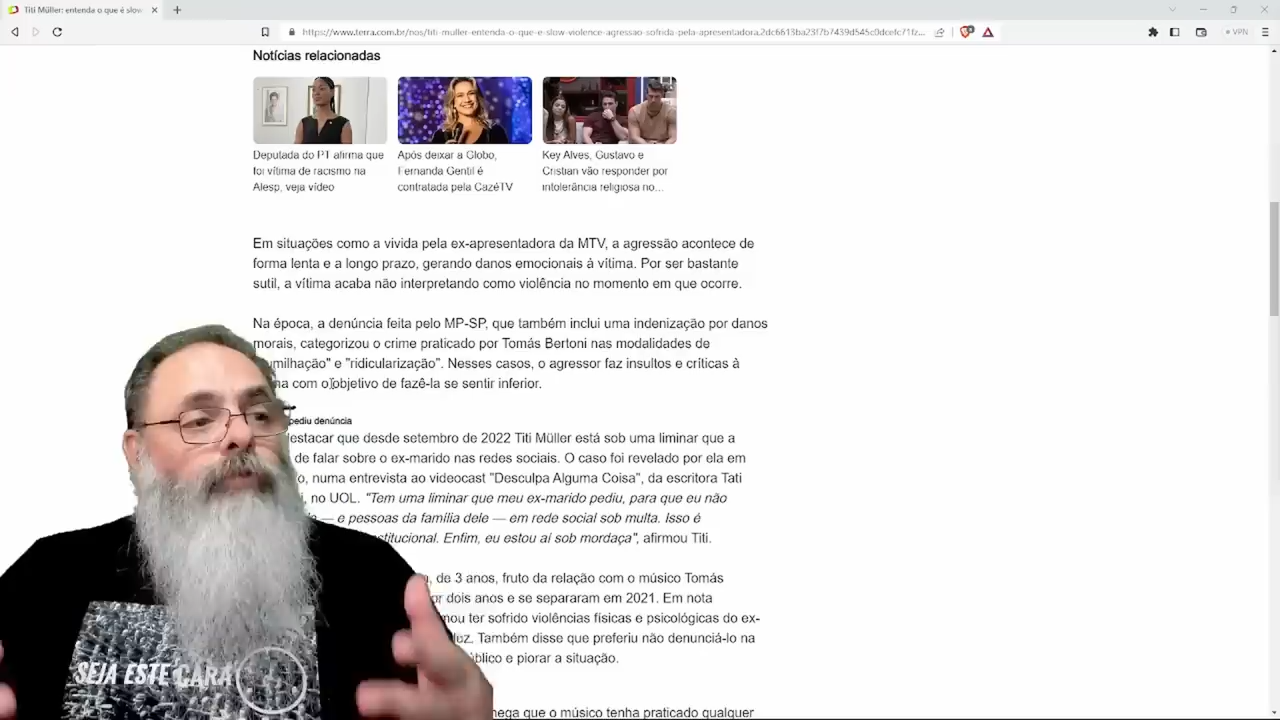 Titi Müller: entenda o que é slow
https://www.terra.com.br/nos/titi-muller-entenda-o-que-e-slow-violence-agressao-sofrida-pela-apresentadora,2dc6613ba23f7b7439d545c0dcefc71fz...
VPN
Notícias relacionadas
Deputada do PT afirma que
foi vítima de racismo na
Alesp, veja vídeo
Após deixar a Globo,
Fernanda Gentil é
contratada pela CazéTV
Key Alves, Gustavo e
Cristian vão responder por
intolerância religiosa no...
Em situações como a vivida pela ex-apresentadora da MTV, a agressão acontece de
forma lenta e a longo prazo, gerando danos emocionais à vítima. Por ser bastante
sutil, a vítima acaba não interpretando como violência no momento em que ocorre.
Na época, a denúncia feita pelo MP-SP, que também inclui uma indenização por danos
morais, categorizou o crime praticado por Tomás Bertoni nas modalidades de
umilhação" e "ridicularização". Nesses casos, o agressor faz insultos e críticas à
na com o objetivo de fazê-la se sentir inferior.
pediu denúncia
estacar que desde setembro de 2022 Titi Müller está sob uma liminar que a
de falar sobre o ex-marido nas redes sociais. O caso foi revelado por ela em
o, numa entrevista ao videocast "Desculpa Alguma Coisa", da escritora Tati
i, no UOL. "Tem uma liminar que meu ex-marido pediu, para que eu não
— e pessoas da família dele — em rede social sob multa. Isso é
stitucional. Enfim, eu estou aí sob mordaça", afirmou Titi.
, de 3 anos, fruto da relação com o músico Tomás
or dois anos e se separaram em 2021. Em nota
mou ter sofrido violências físicas e psicológicas do ex-
luz. Também disse que preferiu não denunciá-lo na
úblico e piorar a situação.
nega que o músico tenha praticado qualquer
SEJA ESTE CARA